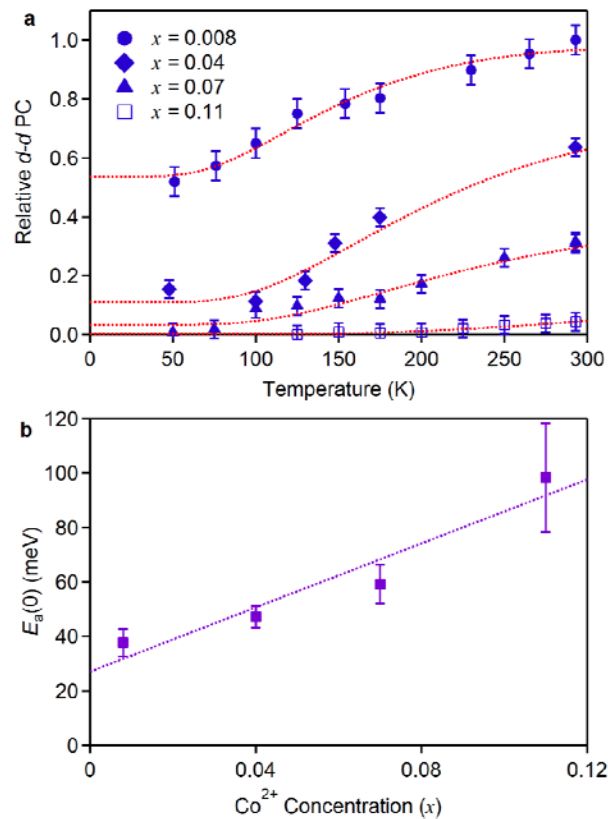 a
x = 0.008
x = 0.04
x = 0.07
x = 0.11
Relative d-d PC
1.0
0.8
0.6
0.4
0.2
0.0
0 50 100 150 200 250 300
Temperature (K)
b
Eₐ(0) (meV)
120
100
80
60
40
20
0
0 0.04 0.08 0.12
Co²⁺ Concentration (x)